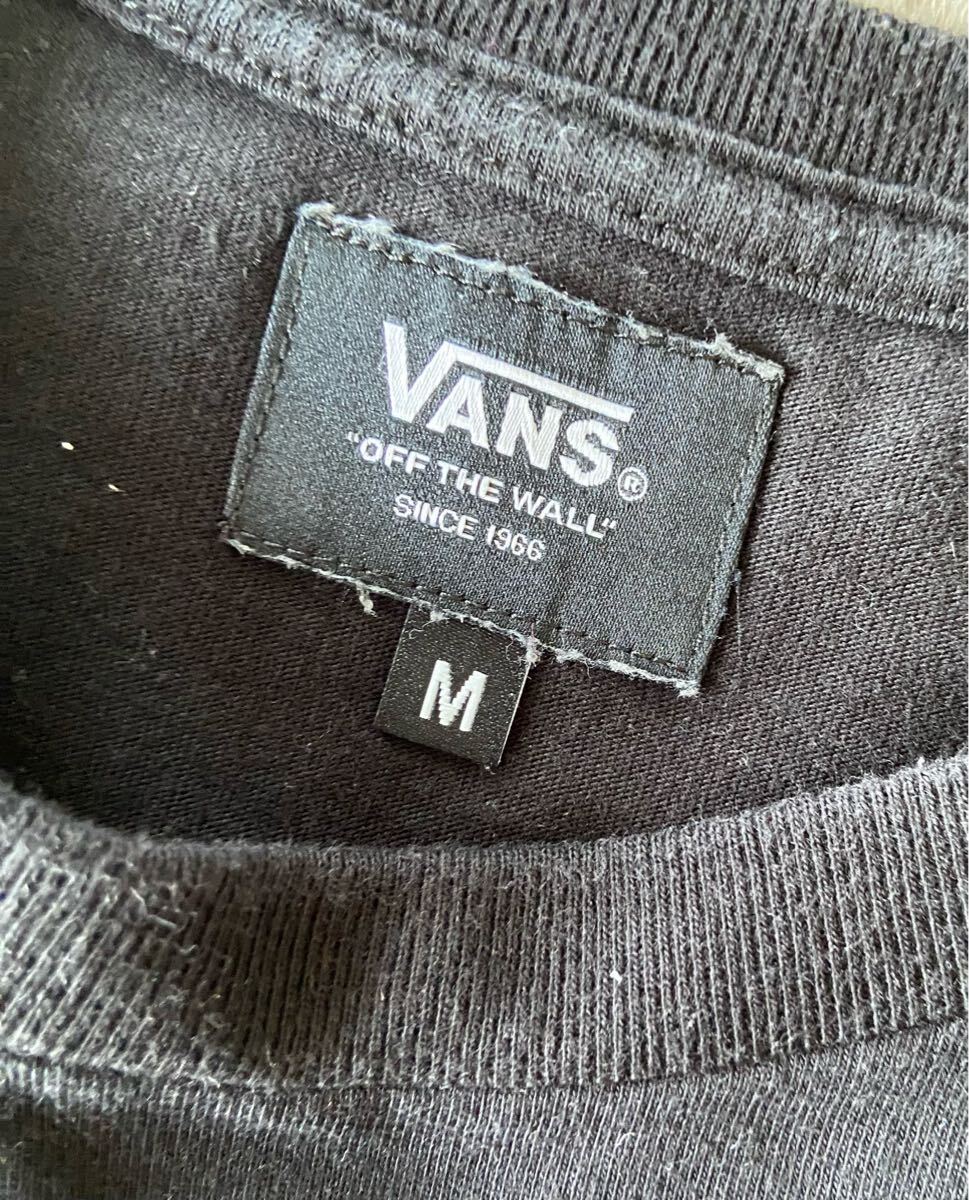 VANS®
"OFF THE WALL"
SINCE 1966
M